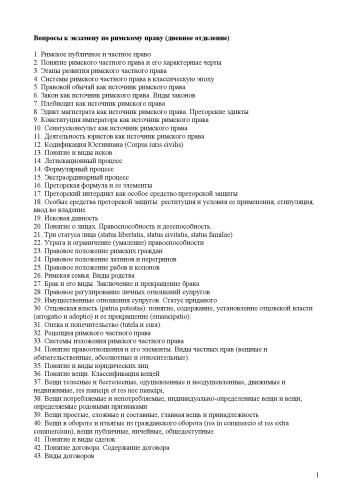 Вопросы к экзамену по римскому праву (дневное отделение)
1. Римское публичное и частное право
2. Понятие римского частного права и его характерные черты
3. Этапы развития римского частного права
4. Системы римского частного права в классическую эпоху
5. Правовой обычай как источник римского права
6. Закон как источник римского права. Виды законов
7. Плебисцит как источник римского права
8. Эдикт магистрата как источник римского права. Преторские эдикты
9. Конституция императора как источник римского права
10. Сенатусконсульт как источник римского права
11. Деятельность юристов как источник римского права
12. Кодификация Юстиниана (Corpus iuris civilis)
13. Понятие и виды исков
14. Легисакционный процесс
14. Формулярный процесс
15. Экстраординарный процесс
16. Преторская формула и ее элементы
17. Преторский интердикт как особое средство преторской защиты
18. Особые средства преторской защиты: реституция и условия ее применения, стипуляция,
ввод во владение
19. Исковая давность
20. Понятие о лицах. Правоспособность и дееспособность.
21. Три статуса лица (status libertatis, status civitatis, status familae)
22. Утрата и ограничение (умаление) правоспособности
23. Правовое положение римских граждан
24. Правовое положение латинов и перегринов
25. Правовое положение рабов и колонов
26. Римская семья. Виды родства
27. Брак и его виды. Заключение и прекращение брака
28. Правовое регулирование личных отношений супругов
29. Имущественные отношения супругов. Статус приданого
30. Отцовская власть (patria potestas): понятие, содержание, установление отцовской власти
(arrogatio и adoptio) и ее прекращение (emancipatio).
31. Опека и попечительство (tutela и cura).
32. Рецепция римского частного права
33. Системы изложения римского частного права
34. Понятие правоотношения и его элементы. Виды частных прав (вещные и
обязательственные, абсолютные и относительные).
35. Понятие и виды юридических лиц
36. Понятие вещи. Классификация вещей
37. Вещи телесные и бестелесные, одушевленные и неодушевленные, движимые и
недвижимые, res mancipi et res nec mancipi,
38. Вещи потребляемые и непотребляемые, индивидуально-определенные вещи и вещи,
определяемые родовыми признаками
39. Вещи простые, сложные и составные, главная вещь и принадлежность
40. Вещи в обороте и изъятые из гражданского оборота (res in commercio et res extra
commercium), вещи публичные, ничейные, общедоступные
41. Понятие и виды сделок
42. Понятие договора. Содержание договора
43. Виды договоров
1